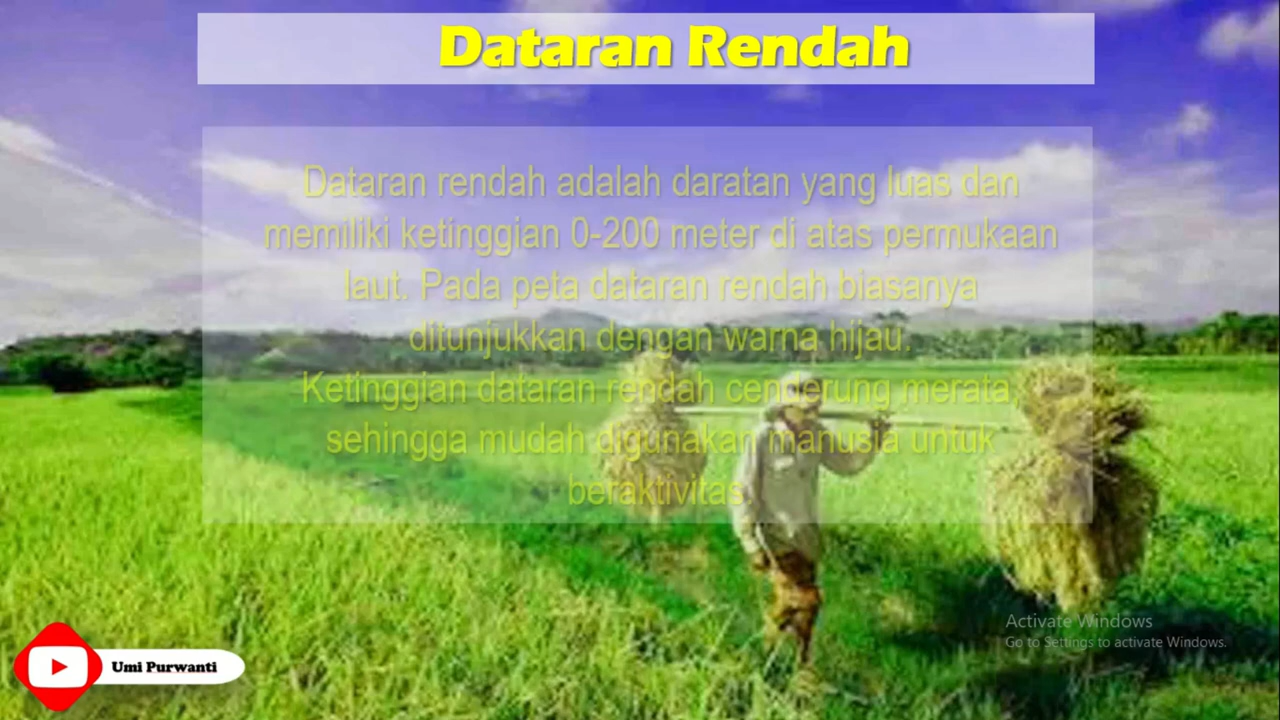 Dataran Rendah
Dataran rendah adalah daratan yang luas dan
memiliki ketinggian 0-200 meter di atas permukaan
laut. Pada peta dataran rendah biasanya
ditunjukkan dengan warna hijau.
Ketinggian dataran rendah cenderung merata,
sehingga mudah digunakan manusia untuk
beraktivitas.
Activate Windows
Go to Settings to activate Windows.
Umi Purwanti